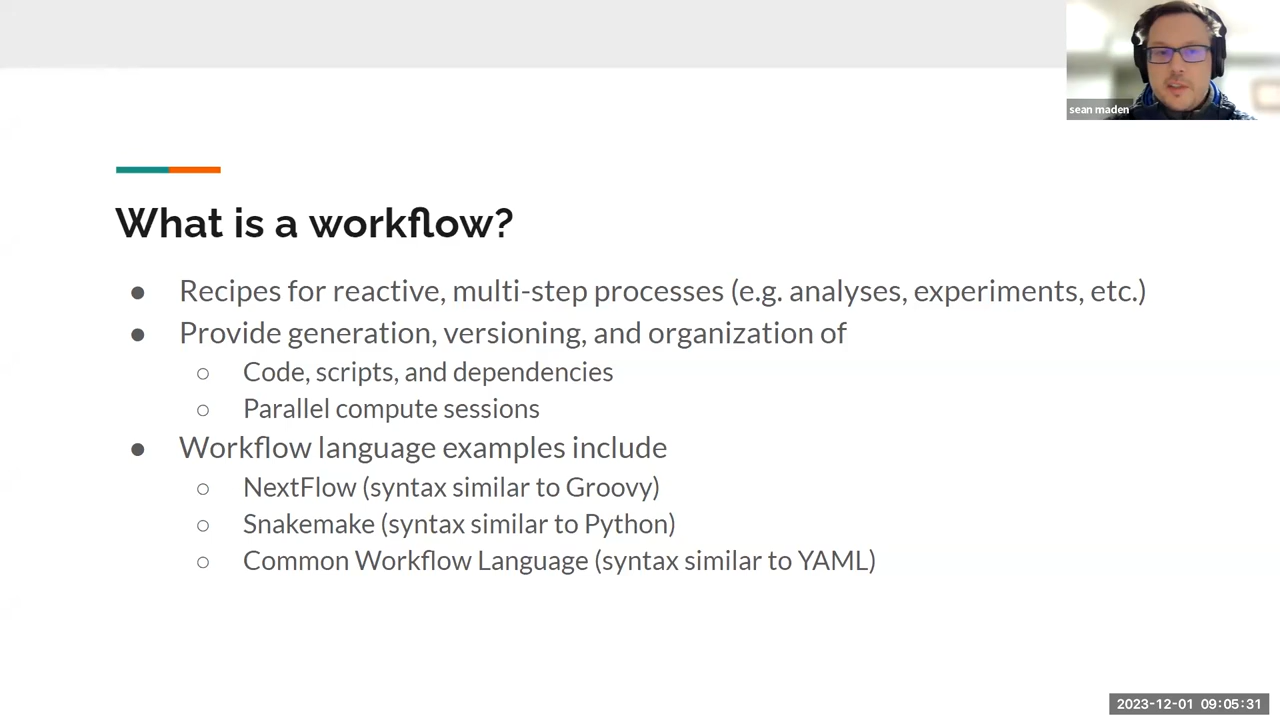 sean maden
What is a workflow?
● Recipes for reactive, multi-step processes (e.g. analyses, experiments, etc.)
● Provide generation, versioning, and organization of
○ Code, scripts, and dependencies
○ Parallel compute sessions
● Workflow language examples include
○ NextFlow (syntax similar to Groovy)
○ Snakemake (syntax similar to Python)
○ Common Workflow Language (syntax similar to YAML)
2023-12-01 09:05:31